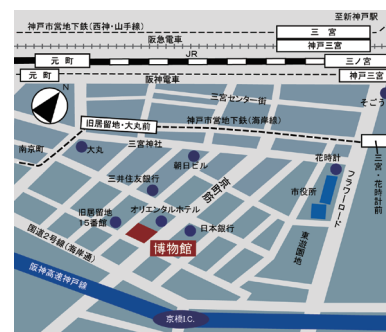 至新神戸駅
神戸市営地下鉄(西神・山手線)
三 宮
阪急電車
神戸三宮
JR
元 町
三ノ宮
元 町
阪神電車
神戸三宮
N
三宮センター街
そごう
旧居留地・大丸前
神戸市営地下鉄(海岸線)
南京町
大丸
三宮神社
朝日ビル
花時計
三宮・花時計前
三井住友銀行
京町筋
市役所
フラワーロード
旧居留地
15番館
オリエンタルホテル
日本銀行
東遊園地
国道2号線(海岸通)
博物館
阪神高速神戸線
京橋I.C.